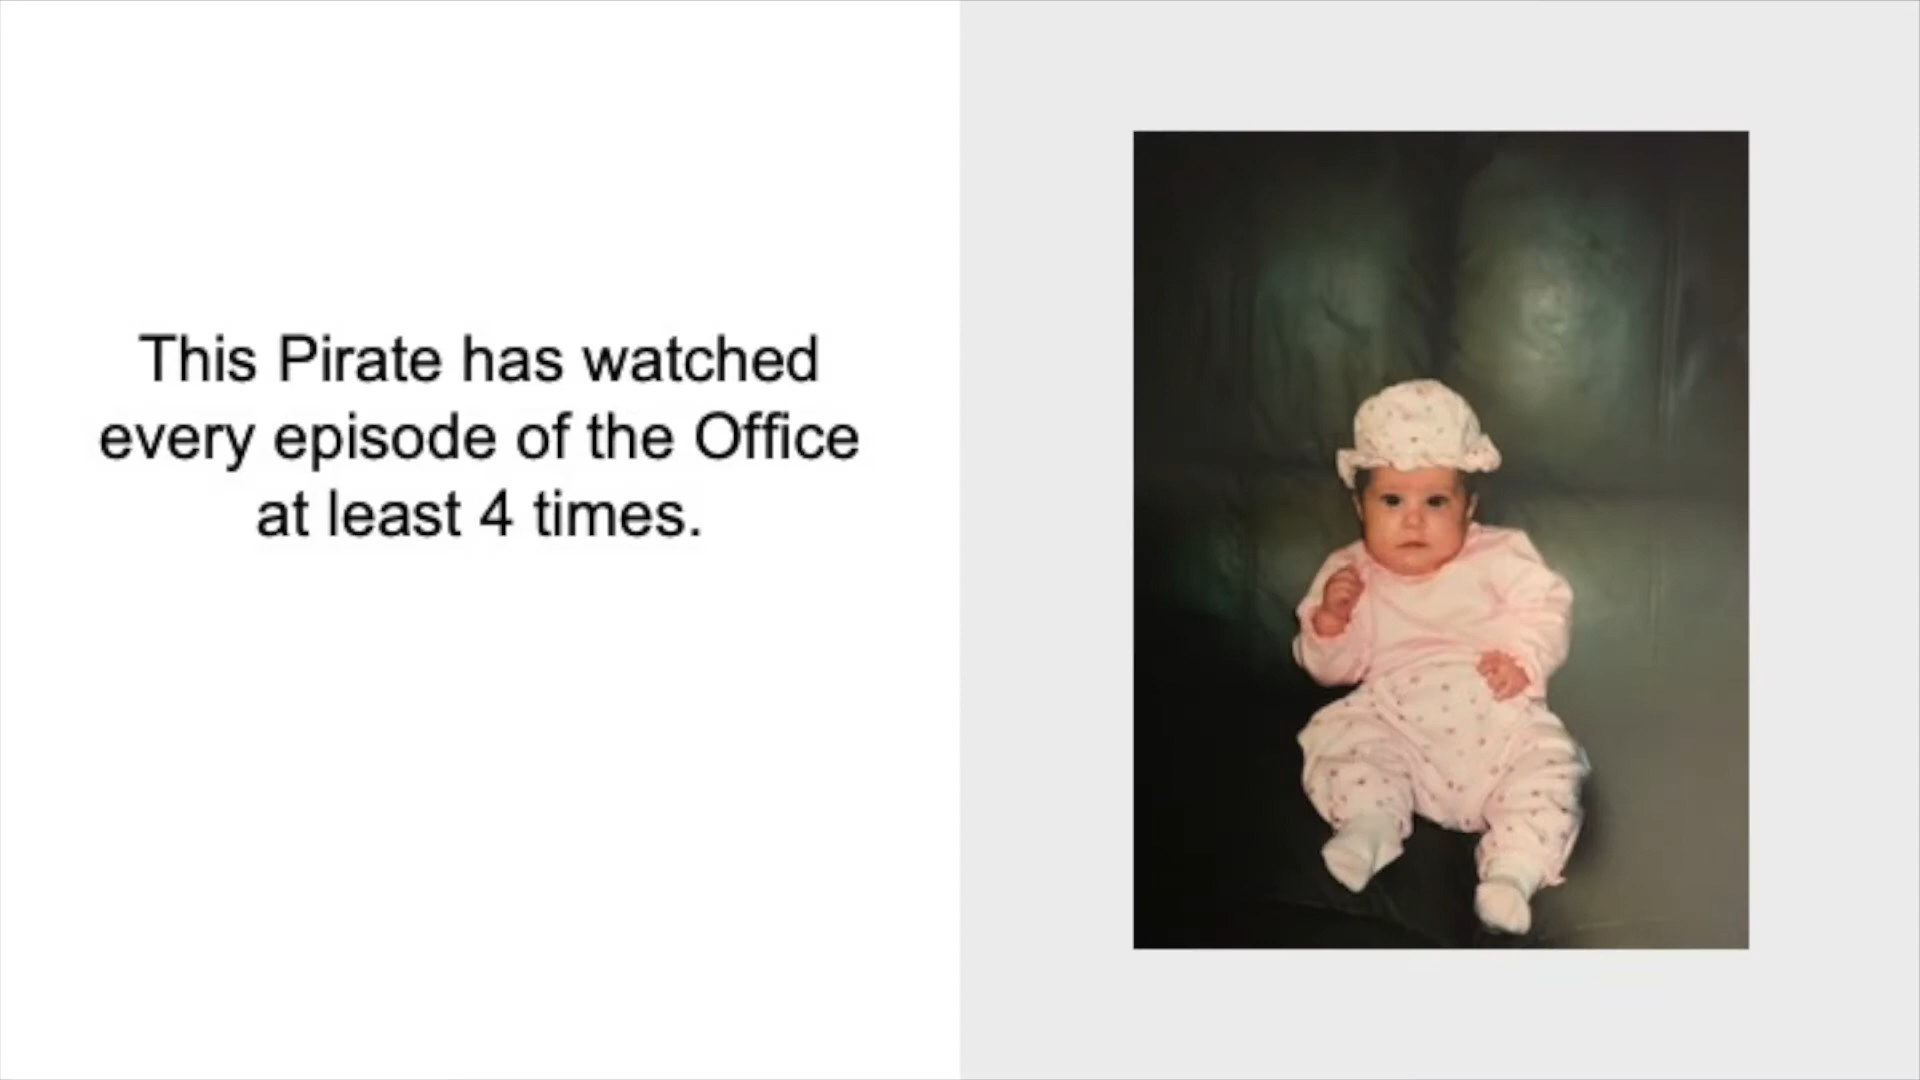 This Pirate has watched
every episode of the Office
at least 4 times.